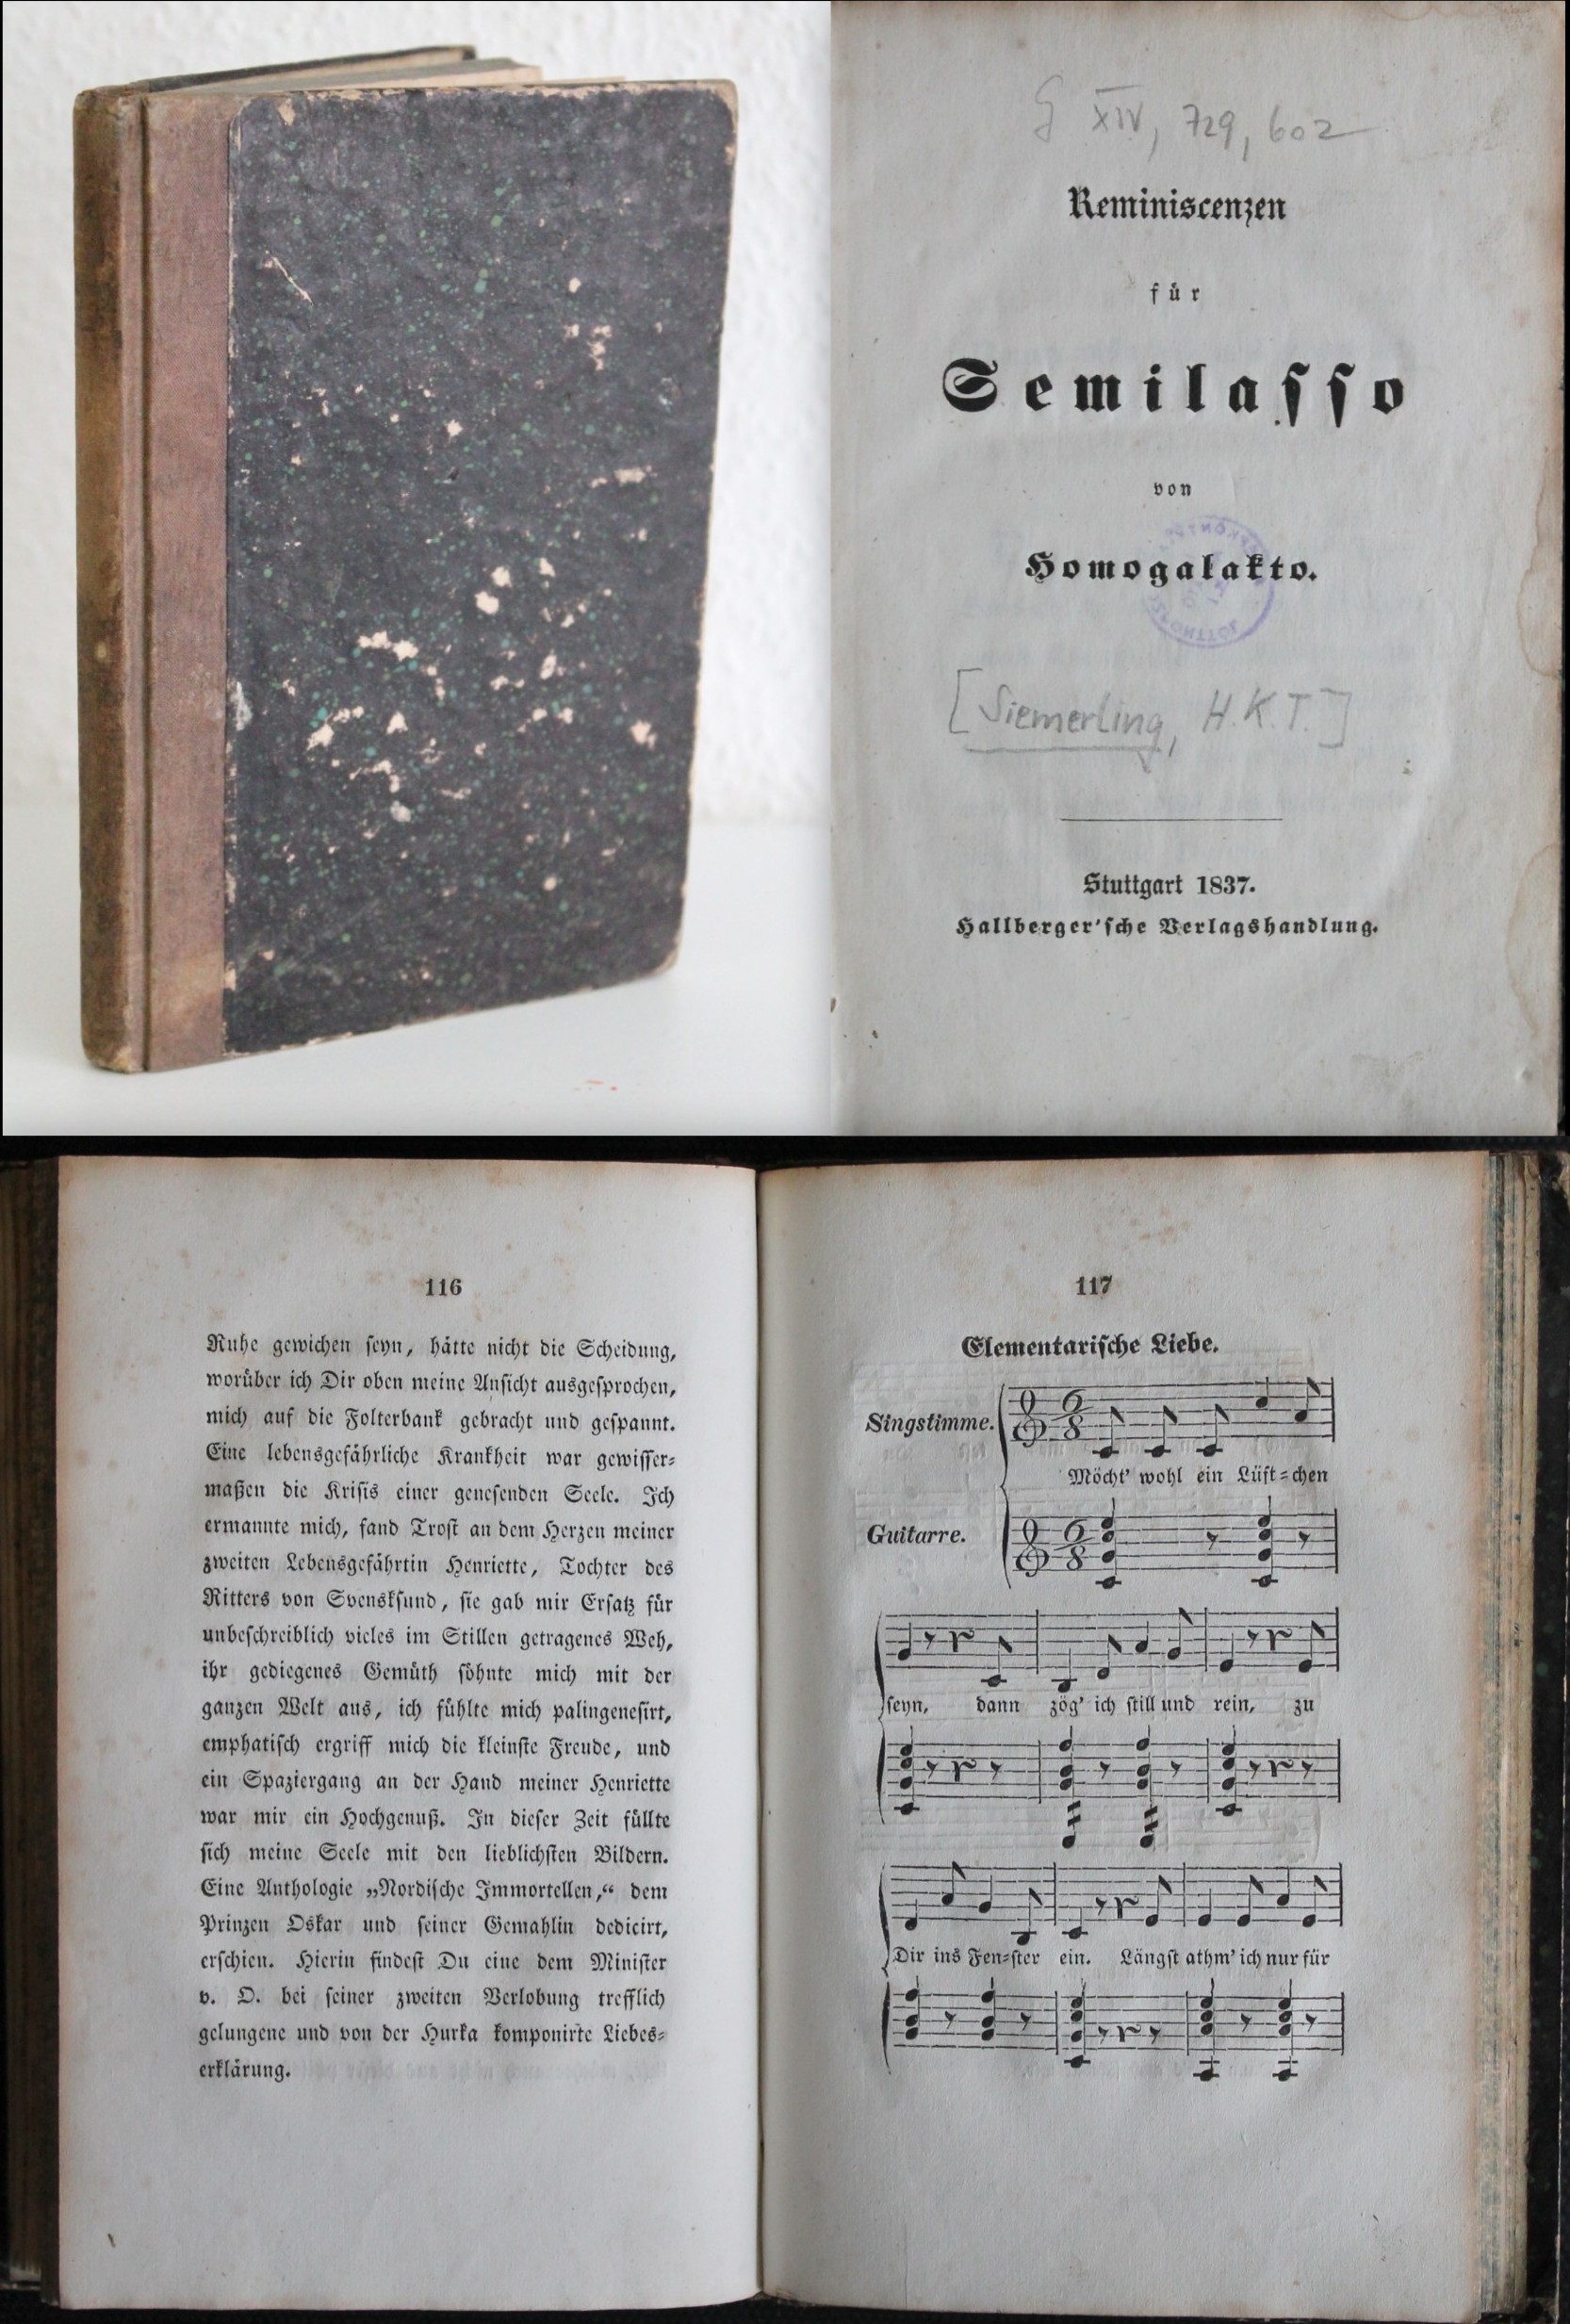 G XIV, 729, 602
Reminiscenzen
für
Semilasso
von
Homogalakto.
[Siemerling, H. K. T.]
Stuttgart 1837.
Hallberger'sche Verlagshandlung.
116
Ruhe gewichen seyn, hätte nicht die Scheidung,
worüber ich Dir oben meine Ansicht ausgesprochen,
mich auf die Folterbank gebracht und gespannt.
Eine lebensgefährliche Krankheit war gewisser-
maßen die Krisis einer genesenden Seele. Ich
ermannte mich, fand Trost an dem Herzen meiner
zweiten Lebensgefährtin Henriette, Tochter des
Ritters von Svensksund, sie gab mir Ersatz für
unbeschreiblich vieles im Stillen getragenes Weh,
ihr gediegenes Gemüth söhnte mich mit der
ganzen Welt aus, ich fühlte mich palingenesirt,
emphatisch ergriff mich die kleinste Freude, und
ein Spaziergang an der Hand meiner Henriette
war mir ein Hochgenuß. In dieser Zeit füllte
sich meine Seele mit den lieblichsten Bildern.
Eine Anthologie „Nordische Immortellen,“ dem
Prinzen Oskar und seiner Gemahlin dedicirt,
erschien. Hierin findest Du eine dem Minister
v. O. bei seiner zweiten Verlobung trefflich
gelungene und von der Hurka komponirte Liebes-
erklärung.
117
Elementarische Liebe.
Singstimme.
6 8
Möcht' wohl ein Lüft-chen
Guitarre.
6 8
seyn, dann zög' ich still und rein, zu
Dir ins Fen-ster ein. Längst athm' ich nur für